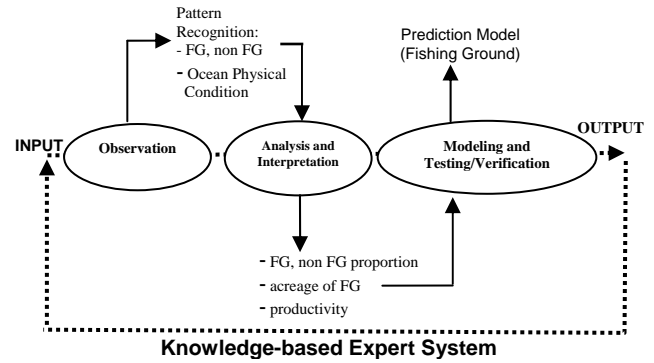 Pattern
Recognition:
- FG, non FG
- Ocean Physical
Condition
Prediction Model
(Fishing Ground)
INPUT
Observation
Analysis and
Interpretation
Modeling and
Testing/Verification
OUTPUT
- FG, non FG proportion
- acreage of FG
- productivity
Knowledge-based Expert System